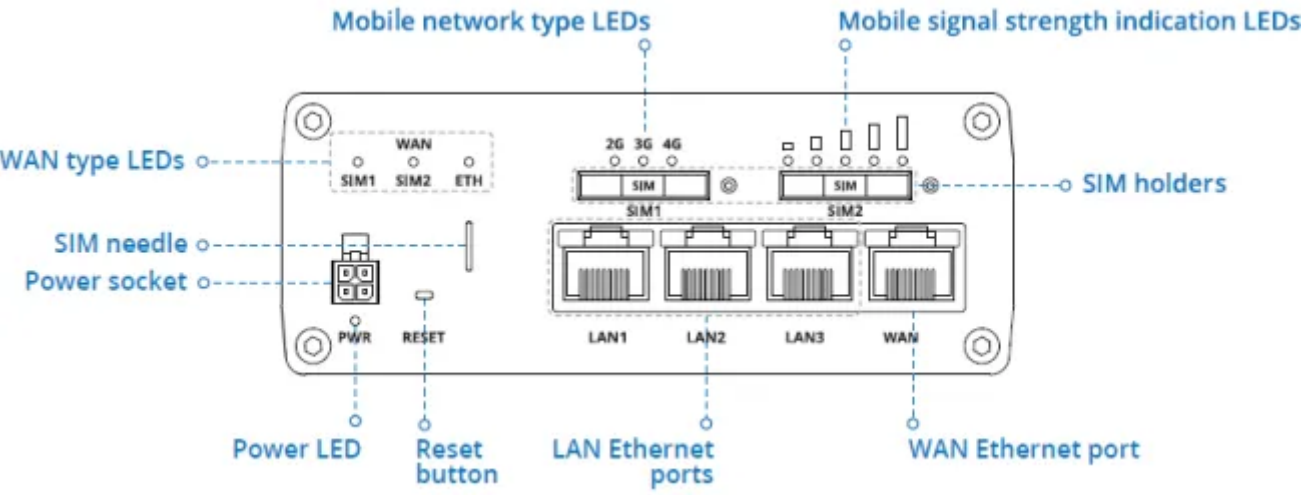 Mobile network type LEDs
Mobile signal strength indication LEDs
WAN type LEDs
WAN
SIM1 SIM2 ETH
2G 3G 4G
SIM
SIM
SIM holders
SIM1
SIM2
SIM needle
Power socket
PWR
RESET
LAN1
LAN2
LAN3
WAN
Power LED
Reset
button
LAN Ethernet
ports
WAN Ethernet port